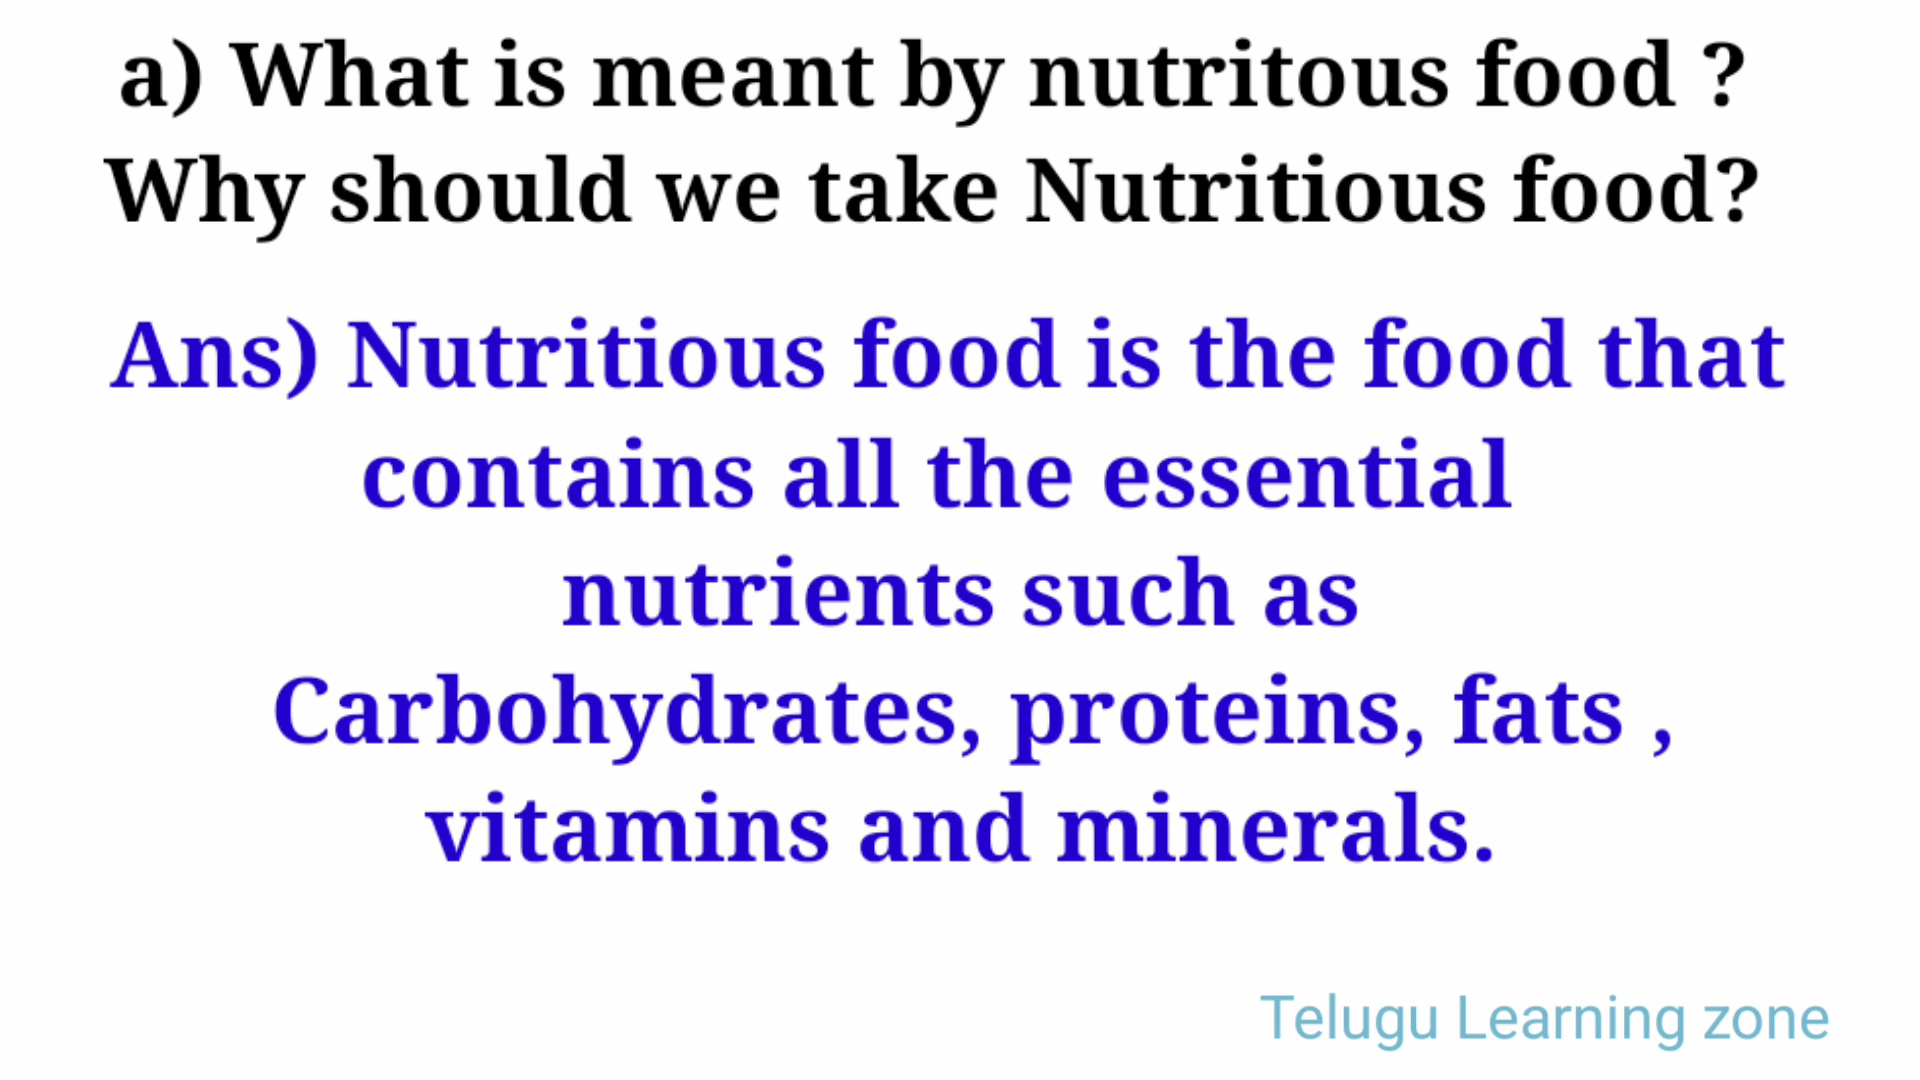 a) What is meant by nutritous food ?
Why should we take Nutritious food?
Ans) Nutritious food is the food that
contains all the essential
nutrients such as
Carbohydrates, proteins, fats ,
vitamins and minerals.
Telugu Learning zone